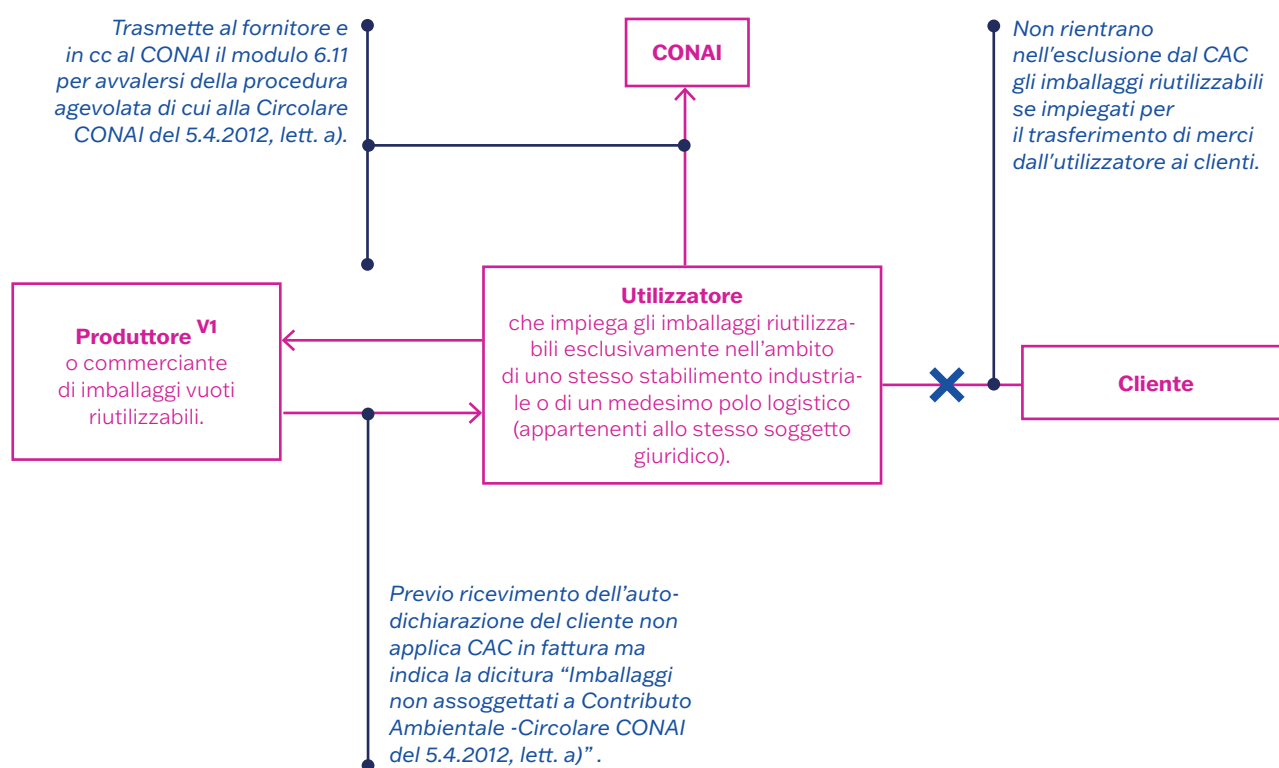 Trasmette al fornitore e
in cc al CONAI il modulo 6.11
per avvalersi della procedura
agevolata di cui alla Circolare
CONAI del 5.4.2012, lett. a).
CONAI
Non rientrano
nell'esclusione dal CAC
gli imballaggi riutilizzabili
se impiegati per
il trasferimento di merci
dall'utilizzatore ai clienti.
Produttore V1
o commerciante
di imballaggi vuoti
riutilizzabili.
Utilizzatore
che impiega gli imballaggi riutilizza-
bili esclusivamente nell'ambito
di uno stesso stabilimento industria-
le o di un medesimo polo logistico
(appartenenti allo stesso soggetto
giuridico).
Cliente
Previo ricevimento dell'auto-
dichiarazione del cliente non
applica CAC in fattura ma
indica la dicitura “Imballaggi
non assoggettati a Contributo
Ambientale -Circolare CONAI
del 5.4.2012, lett. a)” .